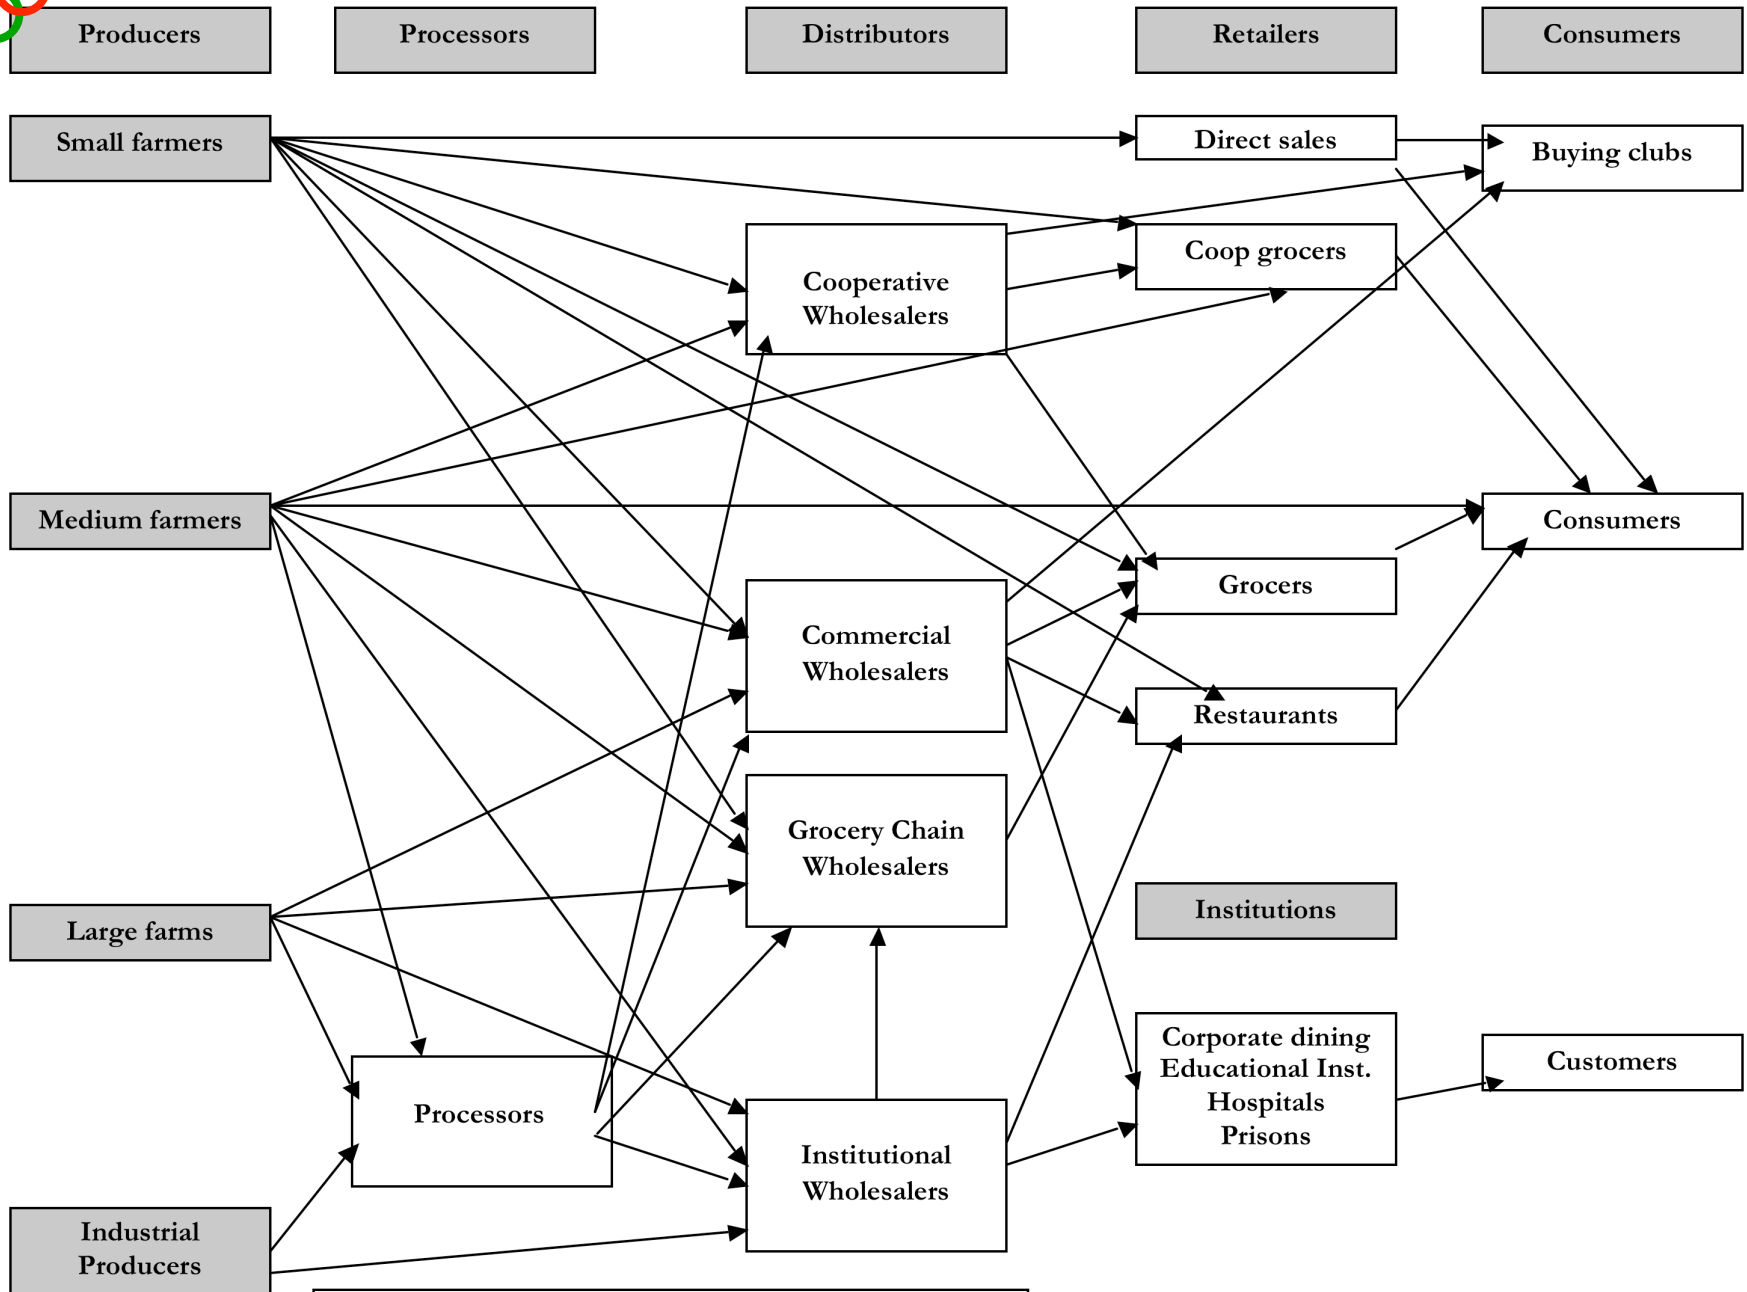 Producers
Processors
Distributors
Retailers
Consumers
Small farmers
Direct sales
Buying clubs
Coop grocers
Cooperative
Wholesalers
Medium farmers
Consumers
Grocers
Commercial
Wholesalers
Restaurants
Grocery Chain
Wholesalers
Institutions
Large farms
Corporate dining
Educational Inst.
Hospitals
Prisons
Customers
Processors
Institutional
Wholesalers
Industrial
Producers